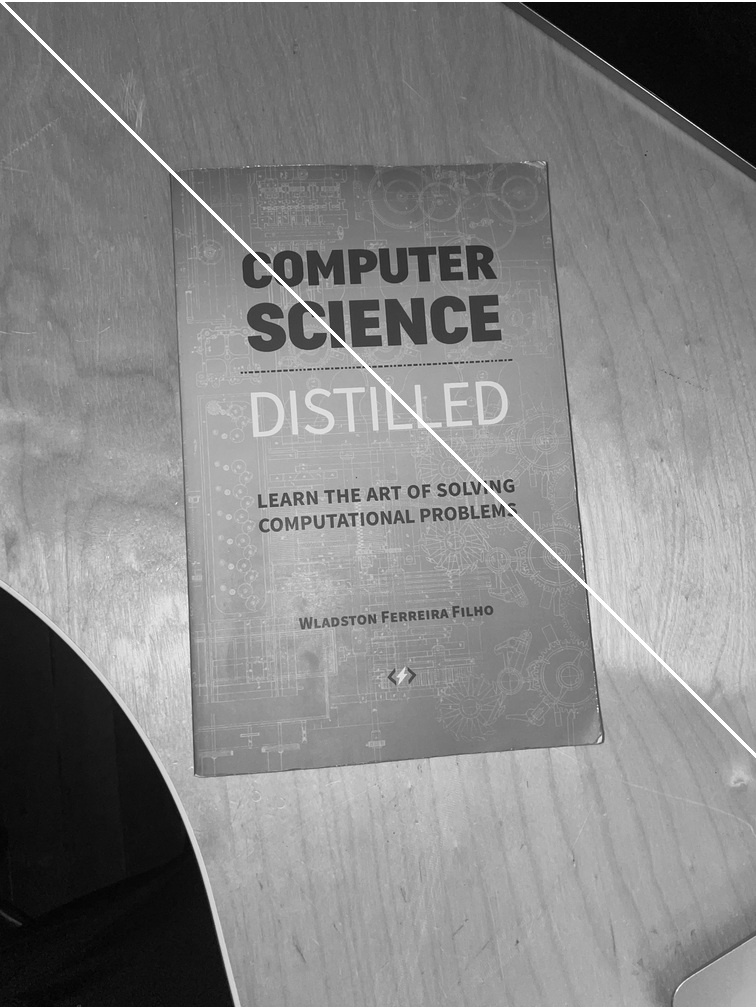 COMPUTER
SCIENCE
DISTILLED
LEARN THE ART OF SOLVING
COMPUTATIONAL PROBLEMS
WLADSTON FERREIRA FILHO